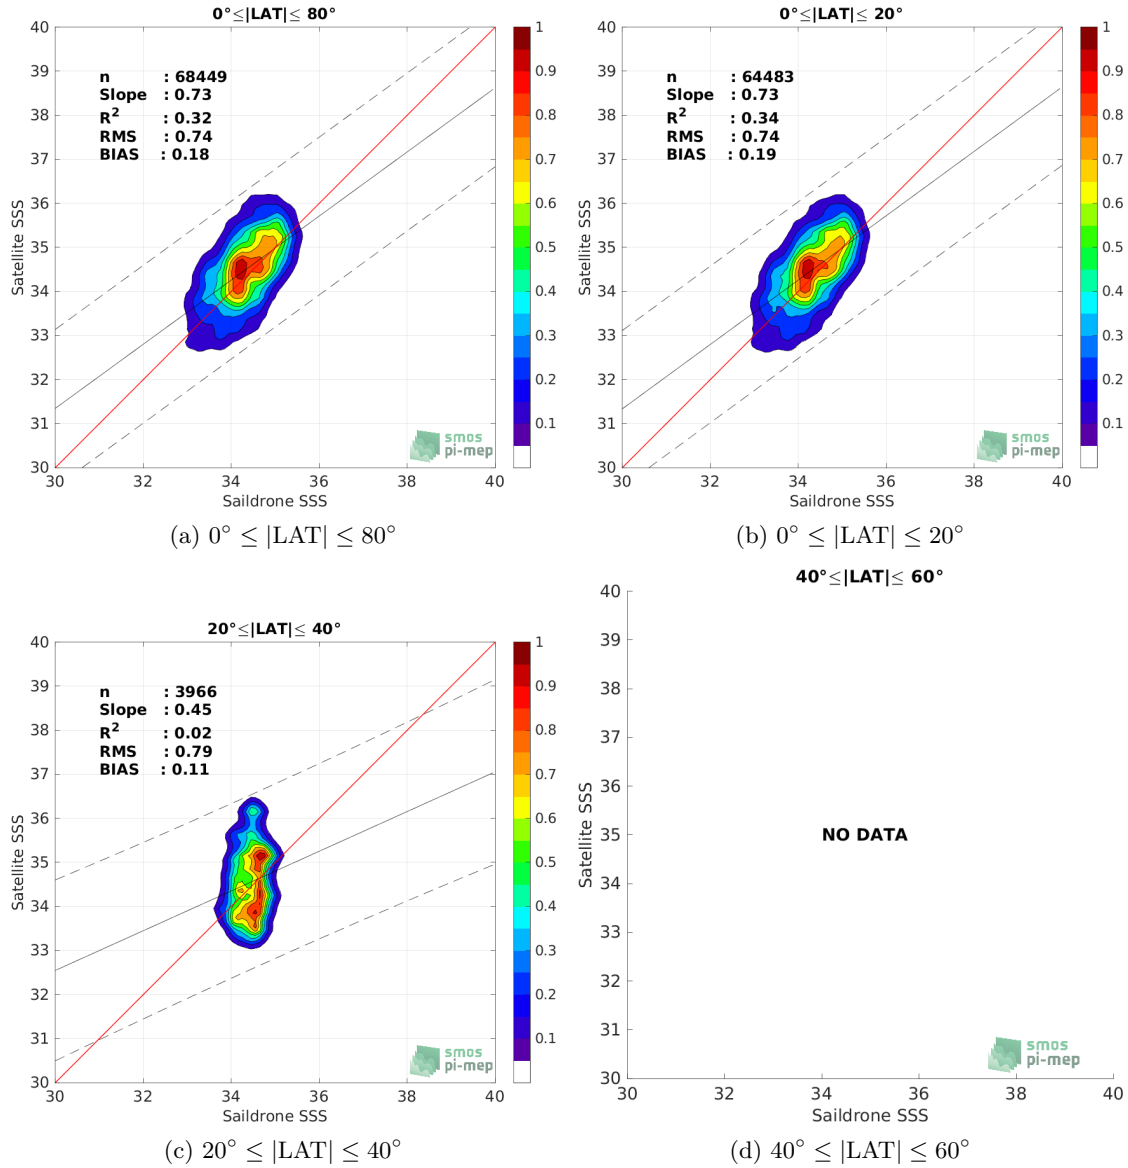 0°≤|LAT|≤ 80°
40
39
38
37
36
35
34
33
32
31
30
Satellite SSS
n : 68449
Slope : 0.73
R² : 0.32
RMS : 0.74
BIAS : 0.18
smos
pi-mep
30 32 34 36 38 40
Saildrone SSS
1
0.9
0.8
0.7
0.6
0.5
0.4
0.3
0.2
0.1
(a) 0° ≤ |LAT| ≤ 80°
0°≤|LAT|≤ 20°
40
39
38
37
36
35
34
33
32
31
30
Satellite SSS
n : 64483
Slope : 0.73
R² : 0.34
RMS : 0.74
BIAS : 0.19
smos
pi-mep
30 32 34 36 38 40
Saildrone SSS
1
0.9
0.8
0.7
0.6
0.5
0.4
0.3
0.2
0.1
(b) 0° ≤ |LAT| ≤ 20°
20°≤|LAT|≤ 40°
40
39
38
37
36
35
34
33
32
31
30
Satellite SSS
n : 3966
Slope : 0.45
R² : 0.02
RMS : 0.79
BIAS : 0.11
smos
pi-mep
30 32 34 36 38 40
Saildrone SSS
1
0.9
0.8
0.7
0.6
0.5
0.4
0.3
0.2
0.1
(c) 20° ≤ |LAT| ≤ 40°
40°≤|LAT|≤ 60°
40
39
38
37
36
35
34
33
32
31
30
Satellite SSS
NO DATA
smos
pi-mep
30 32 34 36 38 40
Saildrone SSS
(d) 40° ≤ |LAT| ≤ 60°